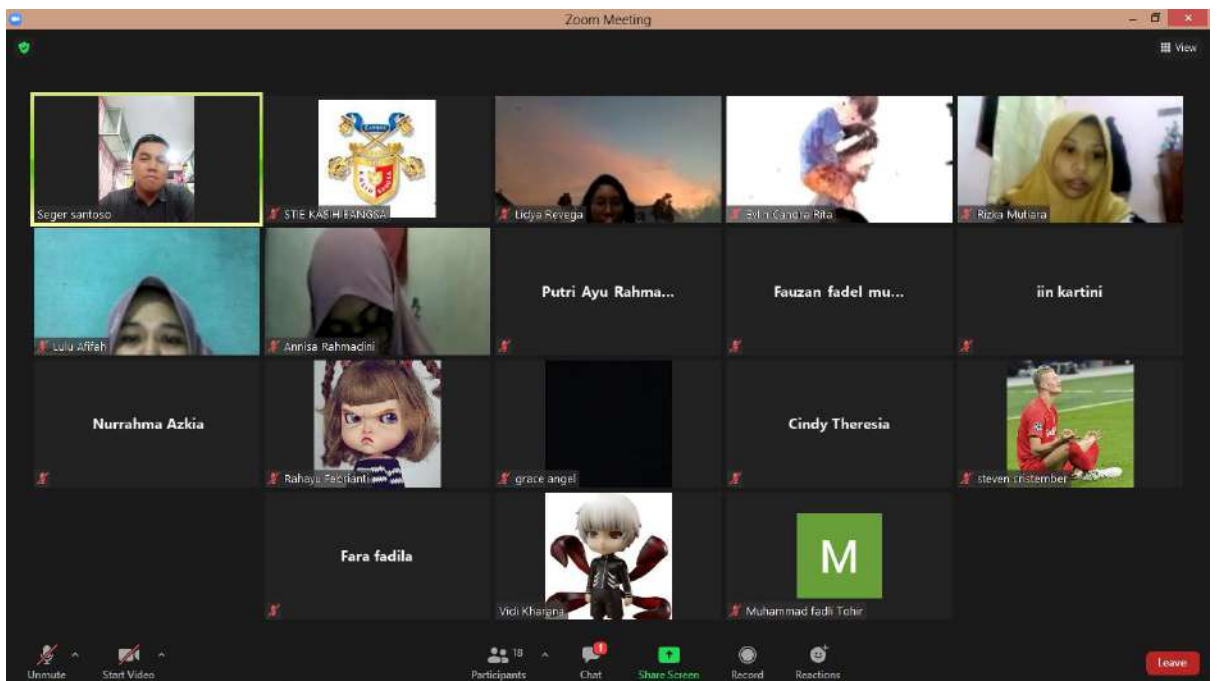 Zoom Meeting
View
Seger santoso
STIE KASIH BANGSA
Lidya Revega
Evlin Candra Rita
Rizka Mutiara
Lulu Afifah
Annisa Rahmadini
Putri Ayu Rahma...
Fauzan fadel mu...
iin kartini
Nurrahma Azkia
Rahayu Febrianti
grace angel
Cindy Theresia
steven cristember
Fara fadila
Vidi Kharana
M
Muhammad fadli Tohir
Unmute
Start Video
18
Participants
1
Chat
Share Screen
Record
Reactions
Leave